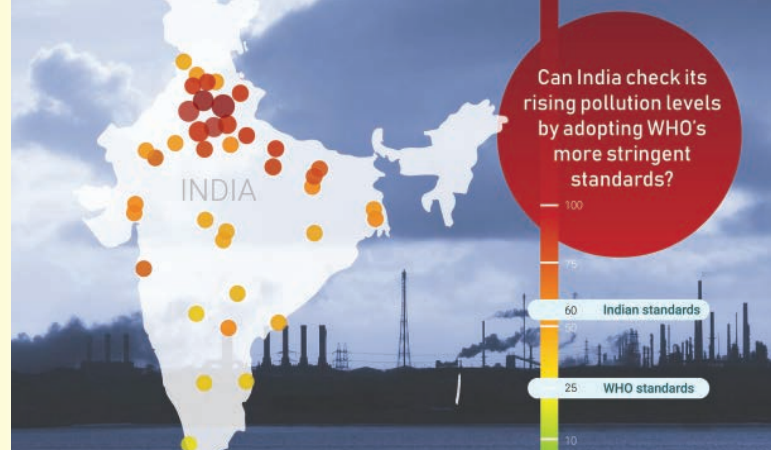 Can India check its
rising pollution levels
by adopting WHO's
more stringent
standards?
INDIA
100
75
60 Indian standards
50
25 WHO standards
10